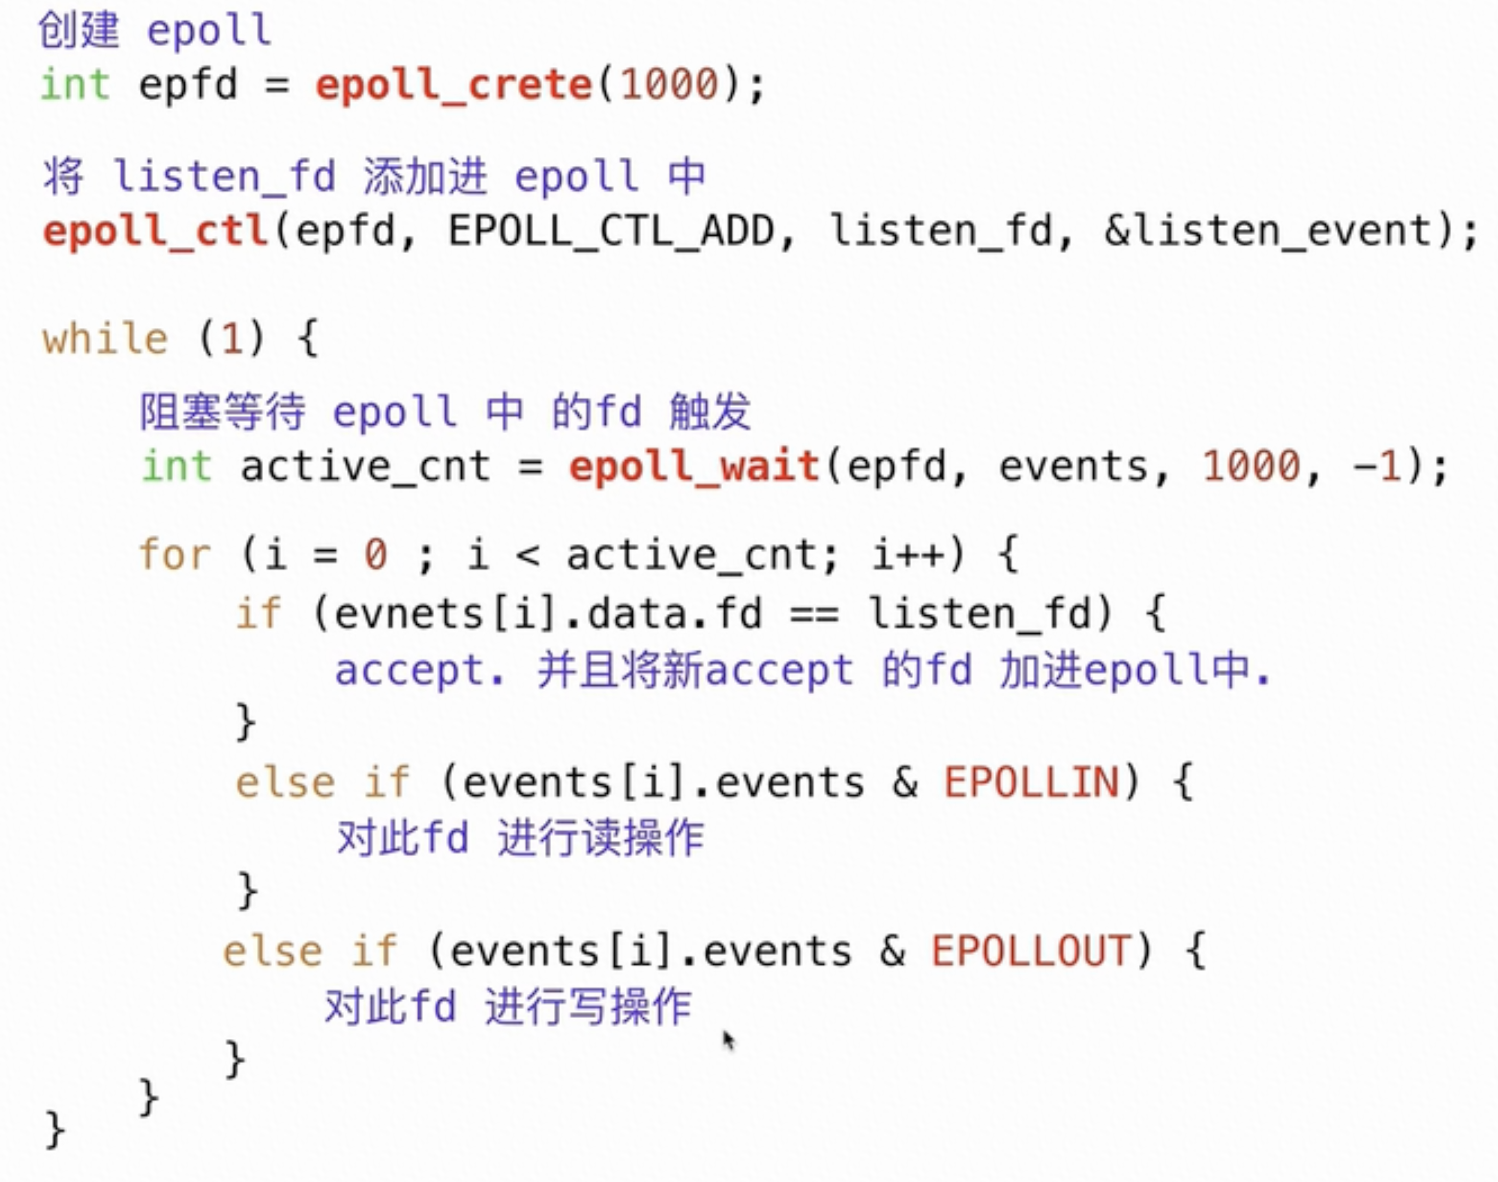 创建 epoll
int epfd = epoll_crete(1000);
将 listen_fd 添加进 epoll 中
epoll_ctl(epfd, EPOLL_CTL_ADD, listen_fd, &listen_event);
while (1) {
阻塞等待 epoll 中 的fd 触发
int active_cnt = epoll_wait(epfd, events, 1000, -1);
for (i = 0 ; i < active_cnt; i++) {
if (evnets[i].data.fd == listen_fd) {
accept. 并且将新accept 的fd 加进epoll中.
}
else if (events[i].events & EPOLLIN) {
对此fd 进行读操作
}
else if (events[i].events & EPOLLOUT) {
对此fd 进行写操作
}
}
}